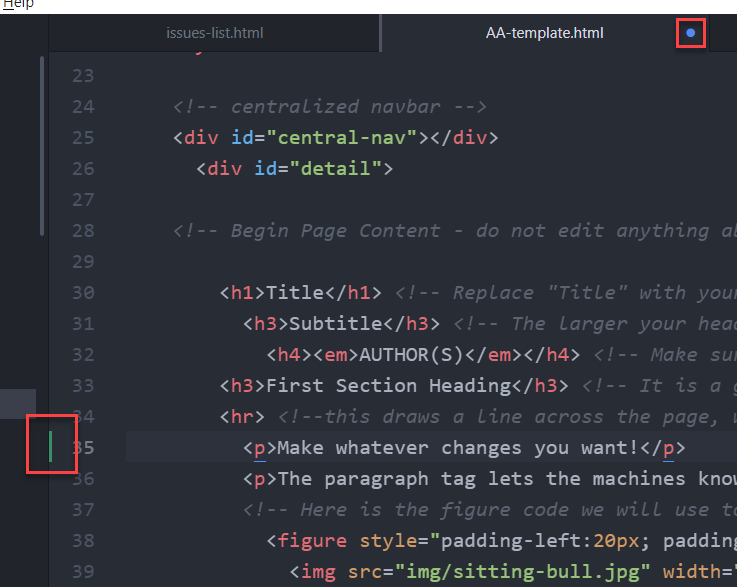 Help
issues-list.html
AA-template.html
23
24 <!-- centralized navbar -->
25 <div id="central-nav"></div>
26 <div id="detail">
27
28 <!-- Begin Page Content - do not edit anything
29
30 <h1>Title</h1> <!-- Replace "Title" with your
31 <h3>Subtitle</h3> <!-- The larger your
32 <h4><em>AUTHOR(S)</em></h4> <!-- Make
33 <h3>First Section Heading</h3> <!-- It is a
34 <hr> <!--this draws a line across the page,
35 <p>Make whatever changes you want!</p>
36 <p>The paragraph tag lets the machines know
37 <!-- Here is the figure code we will use to
38 <figure style="padding-left:20px; padding
39 <img src="img/sitting-bull.jpg" width="